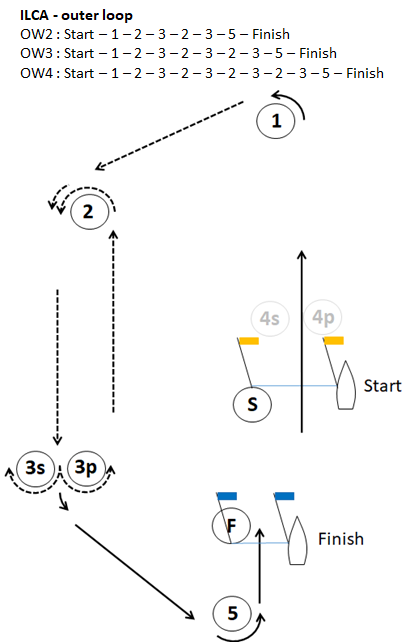 ILCA - outer loop
OW2 : Start – 1 – 2 – 3 – 2 – 3 – 5 – Finish
OW3 : Start – 1 – 2 – 3 – 2 – 3 – 2 – 3 – 5 – Finish
OW4 : Start – 1 – 2 – 3 – 2 – 3 – 2 – 3 – 2 – 3 – 5 – Finish
1
2
4s 4p
S Start
3s 3p
F Finish
5